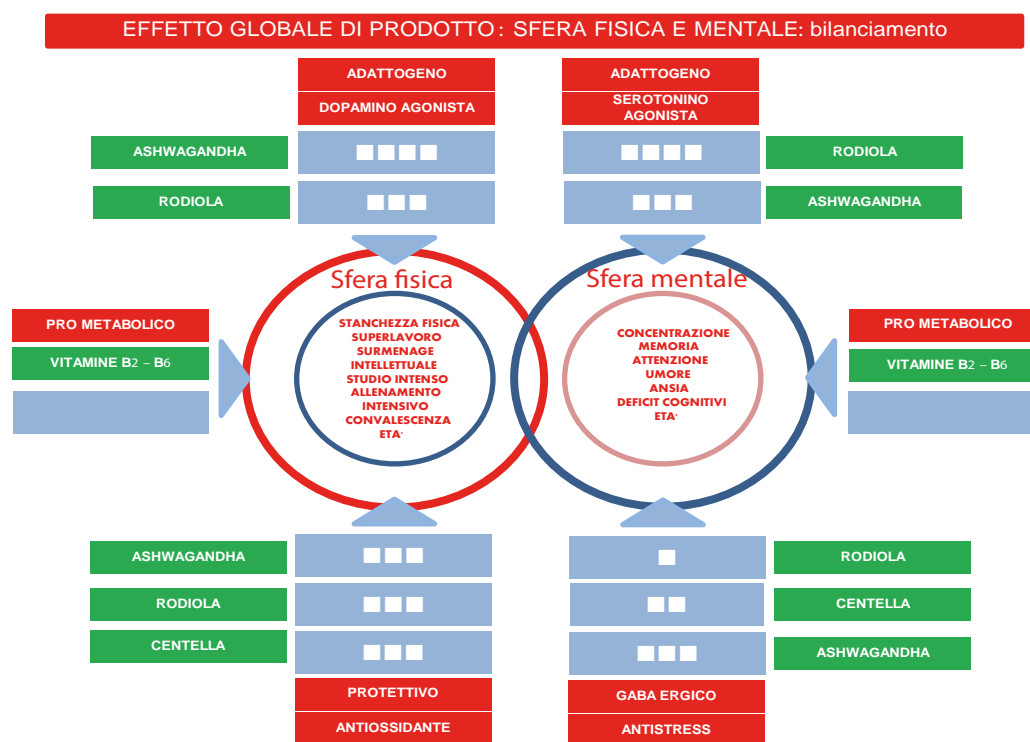 EFFETTO GLOBALE DI PRODOTTO: SFERA FISICA E MENTALE: bilanciamento
ADATTOGENO
DOPAMINO AGONISTA
ADATTOGENO
SEROTONINO
AGONISTA
ASHWAGANDHA
RODIOLA
RODIOLA
ASHWAGANDHA
Sfera fisica
Sfera mentale
PRO METABOLICO
VITAMINE B2 – B6
STANCHEZZA FISICA
SUPERLAVORO
SURMENAGE
INTELLETTUALE
STUDIO INTENSO
ALLENAMENTO
INTENSIVO
CONVALESCENZA
ETA'
CONCENTRAZIONE
MEMORIA
ATTENZIONE
UMORE
ANSIA
DEFICIT COGNITIVI
ETA'
PRO METABOLICO
VITAMINE B2 – B6
ASHWAGANDHA
RODIOLA
CENTELLA
RODIOLA
CENTELLA
ASHWAGANDHA
PROTETTIVO
ANTIOSSIDANTE
GABA ERGICO
ANTISTRESS